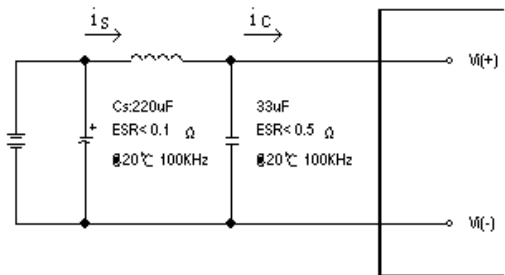 is
ic
Vi(+)
Cs:220uF
33uF
+
ESR<0.1 Ω
ESR<0.5 Ω
@20℃ 100KHz
@20℃ 100KHz
Vi(-)